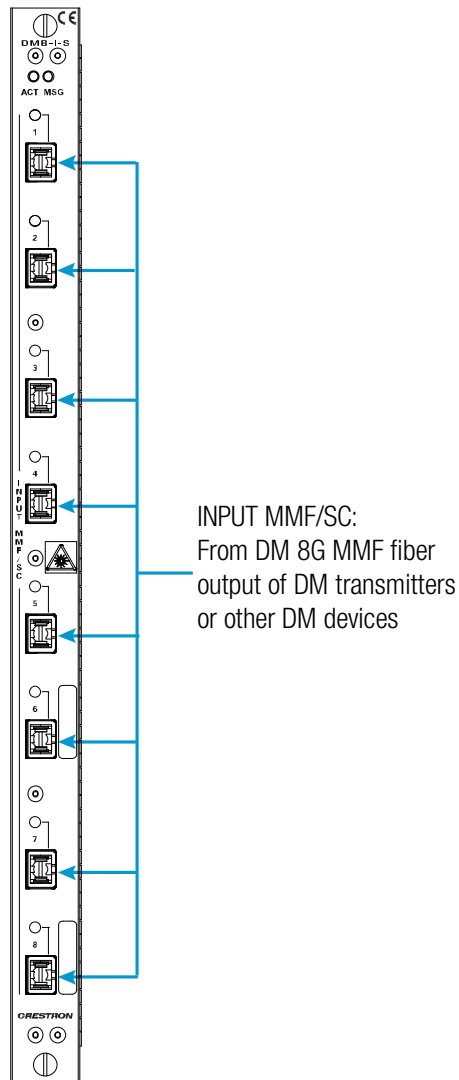 CE
DMB-I-S
ACT MSG
1
2
3
4
INPUT MMF/SC
5
6
7
8
CRESTRON
INPUT MMF/SC:
From DM 8G MMF fiber
output of DM transmitters
or other DM devices